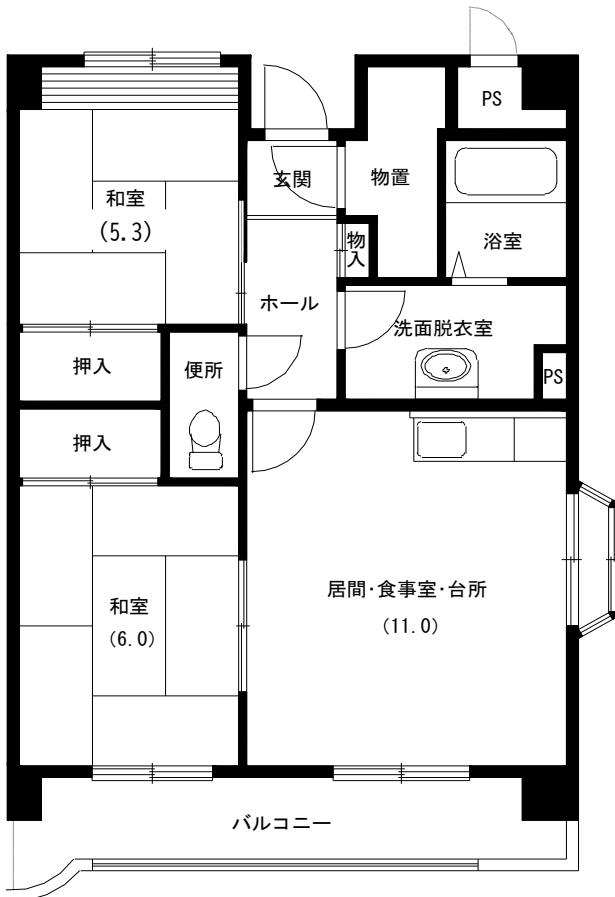 PS
和室
(5.3)
玄関
物置
物入
浴室
ホール
洗面脱衣室
押入
便所
PS
押入
居間･食事室･台所
(11.0)
和室
(6.0)
バルコニー